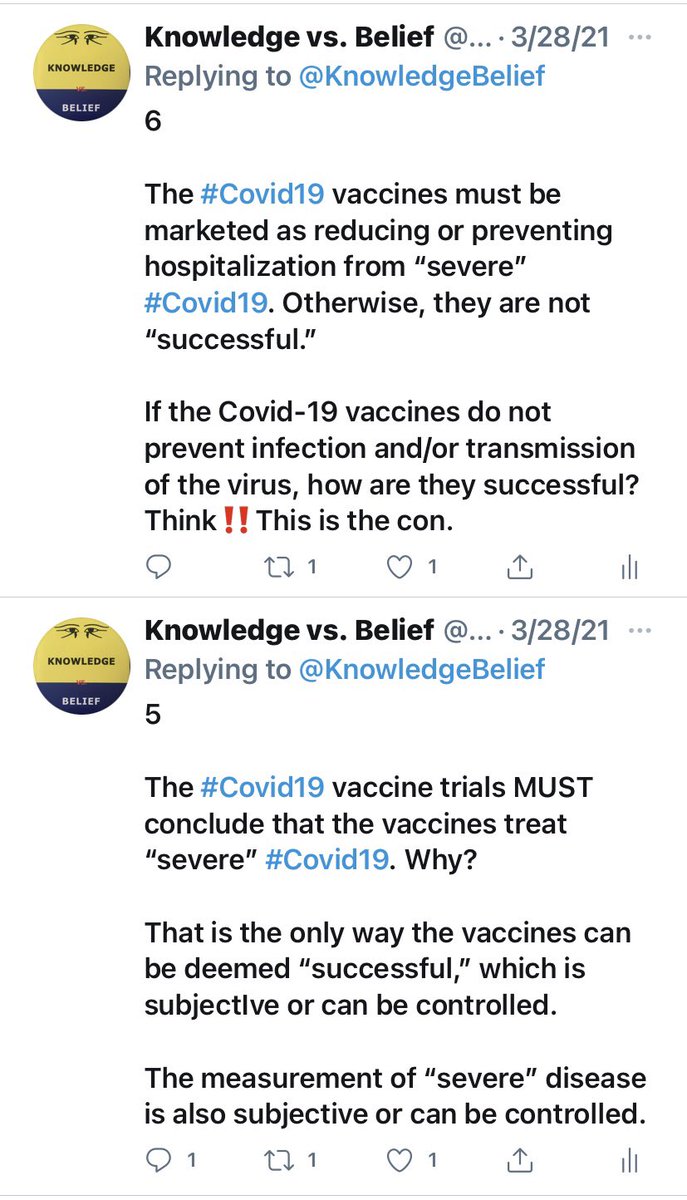 Knowledge vs. Belief @... · 3/28/21 ...
KNOWLEDGE
vs.
BELIEF
Replying to @KnowledgeBelief
6
The #Covid19 vaccines must be
marketed as reducing or preventing
hospitalization from “severe”
#Covid19. Otherwise, they are not
“successful.”
If the Covid-19 vaccines do not
prevent infection and/or transmission
of the virus, how are they successful?
Think ‼️ This is the con.
1 1
Knowledge vs. Belief @... · 3/28/21 ...
KNOWLEDGE
vs.
BELIEF
Replying to @KnowledgeBelief
5
The #Covid19 vaccine trials MUST
conclude that the vaccines treat
“severe” #Covid19. Why?
That is the only way the vaccines can
be deemed “successful,” which is
subjectIve or can be controlled.
The measurement of “severe” disease
is also subjective or can be controlled.
1 1 1